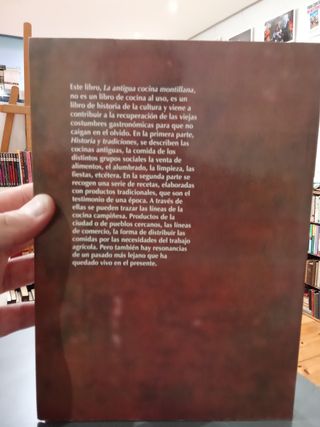 Este libro, La antigua cocina montillana,
no es un libro de cocina al uso, es un
libro de historia de la cultura y viene a
contribuir a la recuperación de las viejas
costumbres gastronómicas para que no
caigan en el olvido. En la primera parte,
Historia y tradiciones, se describen las
cocinas antiguas, la comida de los
distintos grupos sociales la venta de
alimentos, el alumbrado, la limpieza, las
fiestas, etcétera. En la segunda parte se
recogen una serie de recetas, elaboradas
con productos tradicionales, que son el
testimonio de una época. A través de
ellas se pueden trazar las líneas de la
cocina campiñesa. Productos de la
ciudad o de pueblos cercanos, las líneas
de comercio, la forma de distribuir las
comidas por las necesidades del trabajo
agrícola. Pero también hay resonancias
de un pasado más lejano que ha
quedado vivo en el presente.